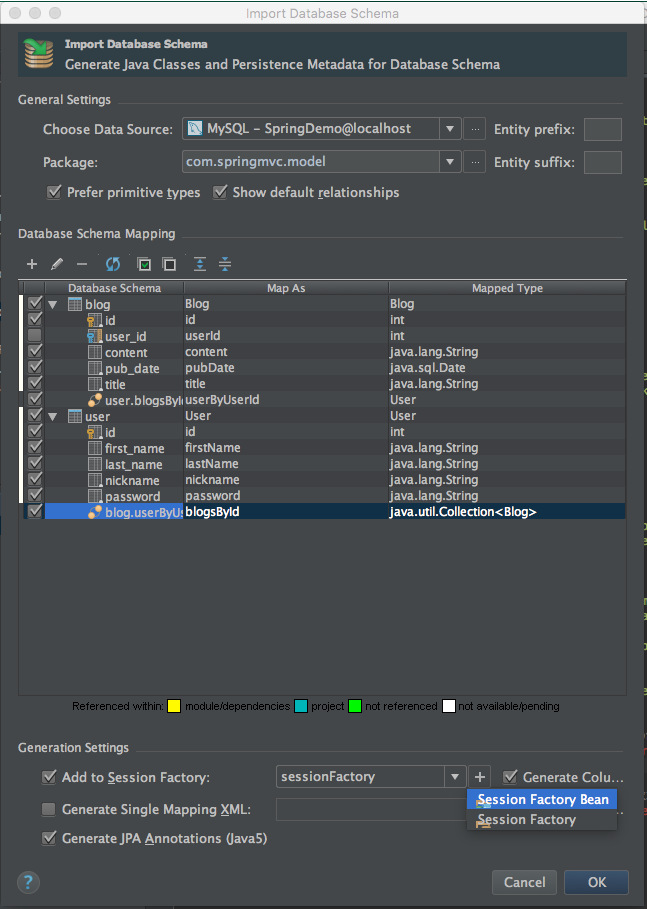 Import Database Schema
Import Database Schema
Generate Java Classes and Persistence Metadata for Database Schema
General Settings
Choose Data Source: MySQL – SpringDemo@localhost ... Entity prefix:
Package: com.springmvc.model ... Entity suffix:
Prefer primitive types Show default relationships
Database Schema Mapping
Database Schema Map As Mapped Type
blog Blog Blog
id id int
user_id userId int
content content java.lang.String
pub_date pubDate java.sql.Date
title title java.lang.String
user.blogsById userByUserId User
user User User
id id int
first_name firstName java.lang.String
last_name lastName java.lang.String
nickname nickname java.lang.String
password password java.lang.String
blog.userByUs blogsById java.util.Collection<Blog>
Referenced within: module/dependencies project not referenced not available/pending
Generation Settings
Add to Session Factory: sessionFactory + Generate Colu...
Session Factory Bean
Generate Single Mapping XML:
Session Factory
Generate JPA Annotations (Java5)
? Cancel OK